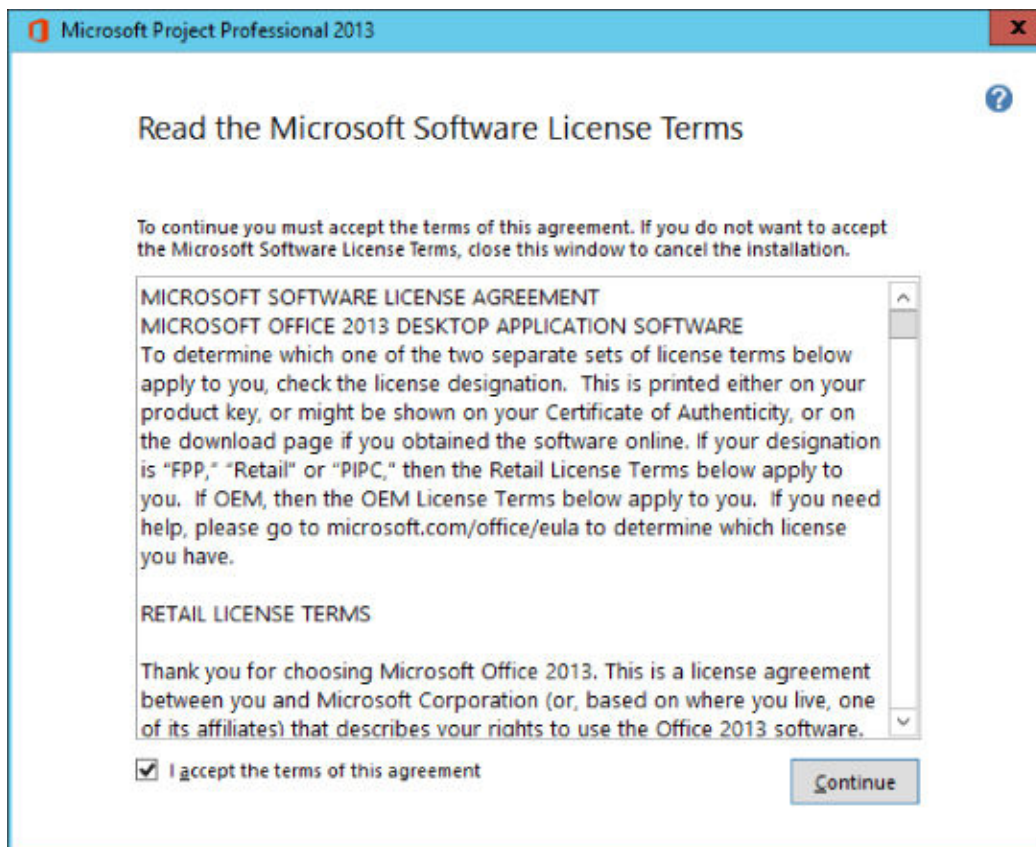 Microsoft Project Professional 2013
Read the Microsoft Software License Terms
To continue you must accept the terms of this agreement. If you do not want to accept
the Microsoft Software License Terms, close this window to cancel the installation.
MICROSOFT SOFTWARE LICENSE AGREEMENT
MICROSOFT OFFICE 2013 DESKTOP APPLICATION SOFTWARE
To determine which one of the two separate sets of license terms below
apply to you, check the license designation.  This is printed either on your
product key, or might be shown on your Certificate of Authenticity, or on
the download page if you obtained the software online. If your designation
is “FPP,” “Retail” or “PIPC,” then the Retail License Terms below apply to
you.  If OEM, then the OEM License Terms below apply to you.  If you need
help, please go to microsoft.com/office/eula to determine which license
you have.
RETAIL LICENSE TERMS
Thank you for choosing Microsoft Office 2013. This is a license agreement
between you and Microsoft Corporation (or, based on where you live, one
of its affiliates) that describes your rights to use the Office 2013 software.
I accept the terms of this agreement
Continue